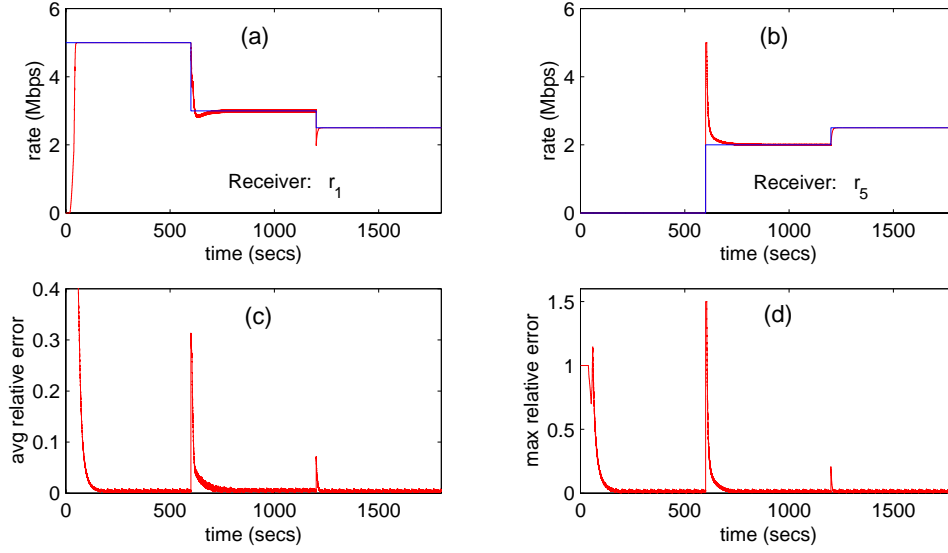 (a)
rate (Mbps)
6
4
2
0
Receiver: r_1
0 500 1000 1500
time (secs)
(b)
rate (Mbps)
6
4
2
0
Receiver: r_5
0 500 1000 1500
time (secs)
(c)
avg relative error
0.4
0.3
0.2
0.1
0
0 500 1000 1500
time (secs)
(d)
max relative error
1.5
1
0.5
0
0 500 1000 1500
time (secs)